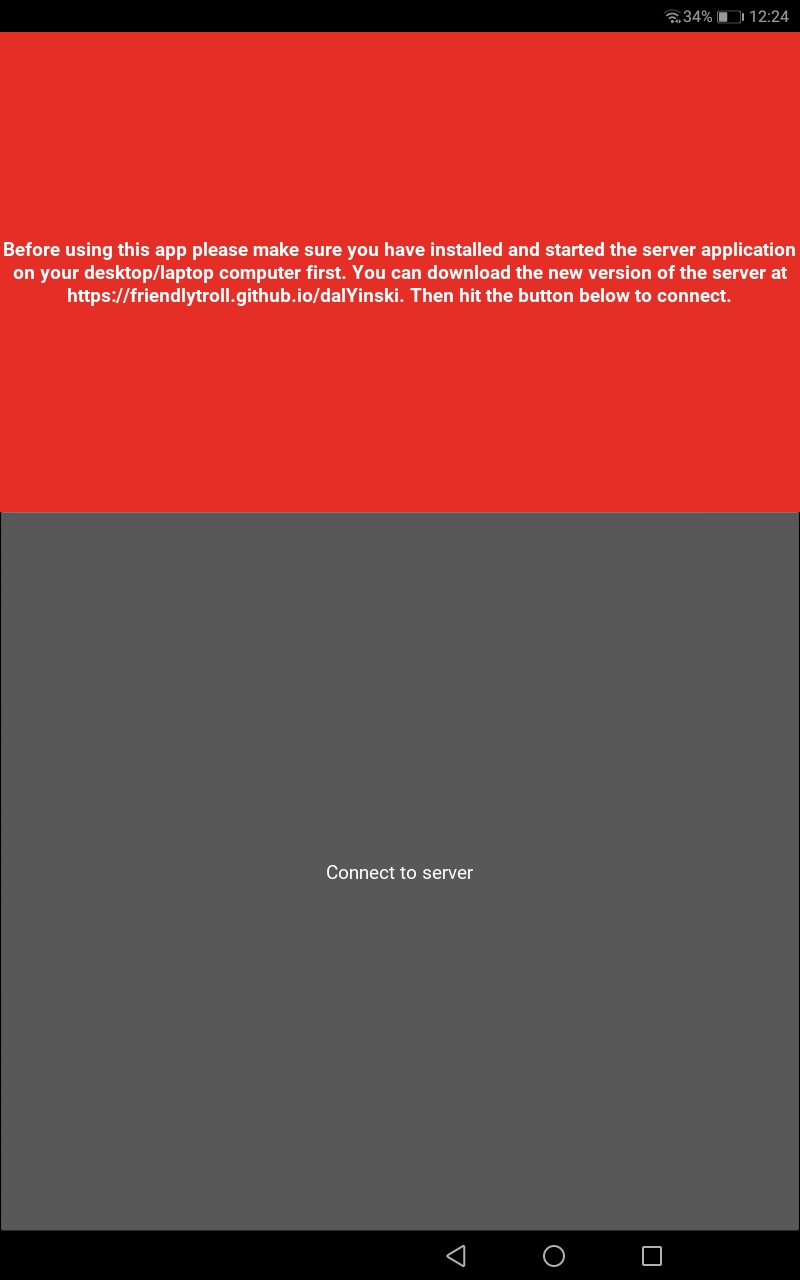 34% 12:24
Before using this app please make sure you have installed and started the server application
on your desktop/laptop computer first. You can download the new version of the server at
https://friendlytroll.github.io/dalYinski. Then hit the button below to connect.
Connect to server